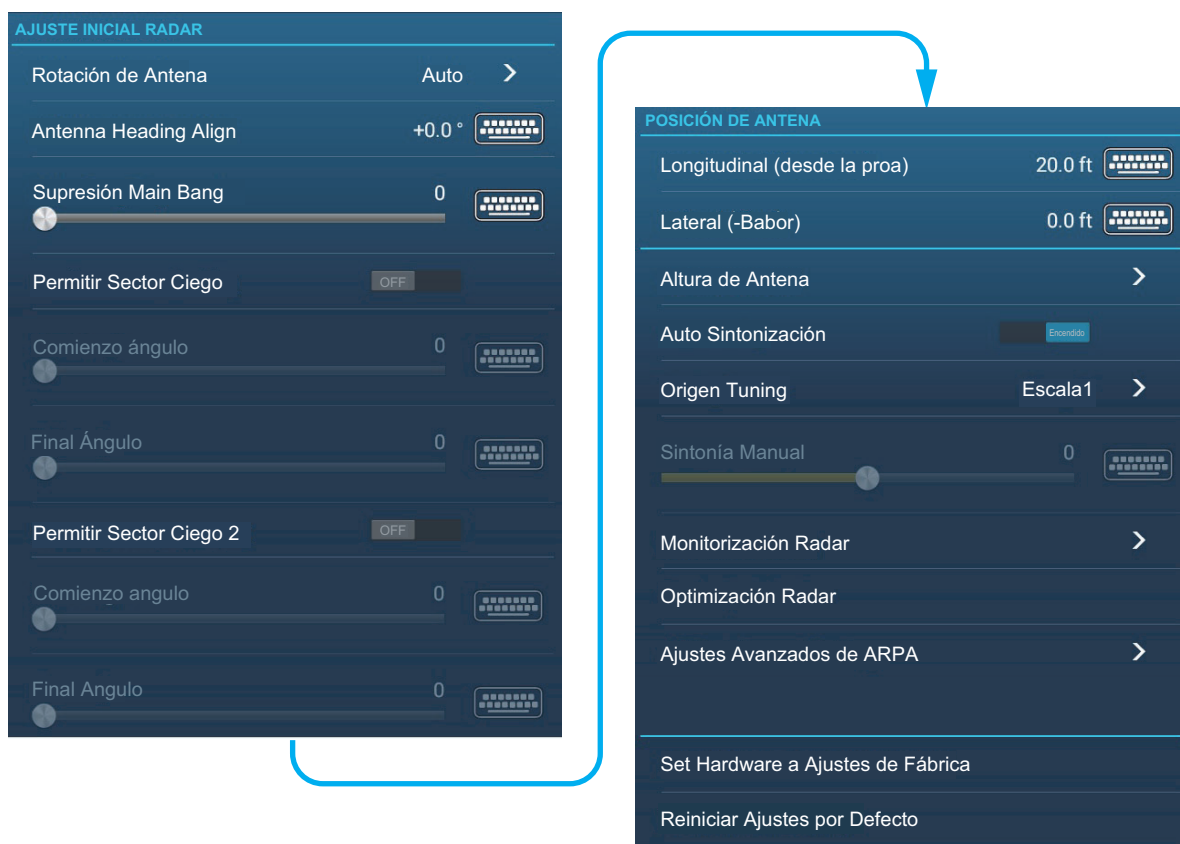 AJUSTE INICIAL RADAR
Rotación de Antena Auto
Antenna Heading Align +0.0 °
Supresión Main Bang 0
Permitir Sector Ciego OFF
Comienzo ángulo 0
Final Ángulo 0
Permitir Sector Ciego 2 OFF
Comienzo angulo 0
Final Angulo 0
POSICIÓN DE ANTENA
Longitudinal (desde la proa) 20.0 ft
Lateral (-Babor) 0.0 ft
Altura de Antena
Auto Sintonización Encendido
Origen Tuning Escala1
Sintonía Manual 0
Monitorización Radar
Optimización Radar
Ajustes Avanzados de ARPA
Set Hardware a Ajustes de Fábrica
Reiniciar Ajustes por Defecto